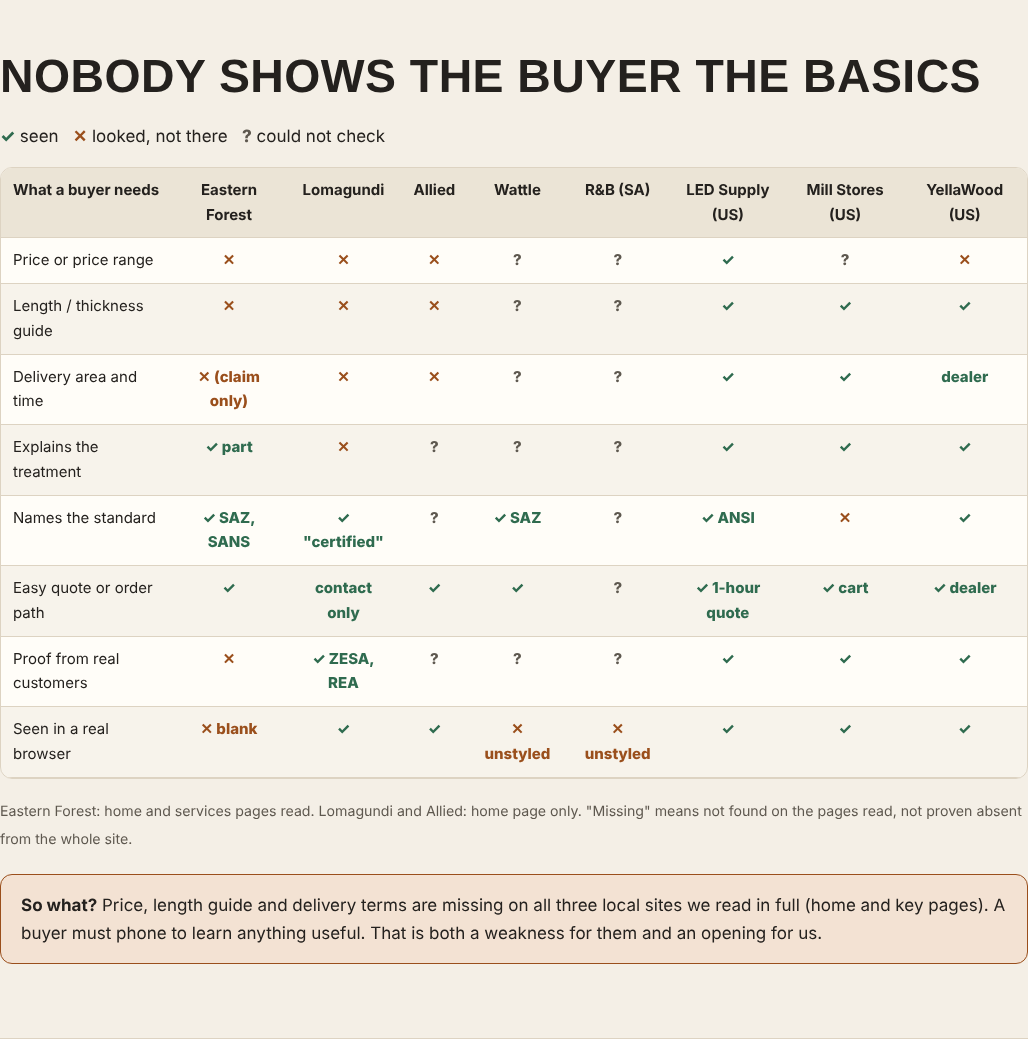 NOBODY SHOWS THE BUYER THE BASICS
✓ seen ✕ looked, not there ? could not check
What a buyer needs Eastern Forest Lomagundi Allied Wattle R&B (SA) LED Supply (US) Mill Stores (US) YellaWood (US)
Price or price range ✕ ✕ ✕ ? ? ✓ ? ✕
Length / thickness guide ✕ ✕ ✕ ? ? ✓ ✓ ✓
Delivery area and time ✕ (claim only) ✕ ✕ ? ? ✓ ✓ dealer
Explains the treatment ✓ part ✕ ? ? ? ✓ ✓ ✓
Names the standard ✓ SAZ, SANS ✓ "certified" ? ✓ SAZ ? ✓ ANSI ✕ ✓
Easy quote or order path ✓ contact only ✓ ✓ ? ✓ 1-hour quote ✓ cart ✓ dealer
Proof from real customers ✕ ✓ ZESA, REA ? ? ? ✓ ✓ ✓
Seen in a real browser ✕ blank ✓ ✓ ✕ unstyled ✕ unstyled ✓ ✓ ✓
Eastern Forest: home and services pages read. Lomagundi and Allied: home page only. "Missing" means not found on the pages read, not proven absent
from the whole site.
So what? Price, length guide and delivery terms are missing on all three local sites we read in full (home and key pages). A
buyer must phone to learn anything useful. That is both a weakness for them and an opening for us.